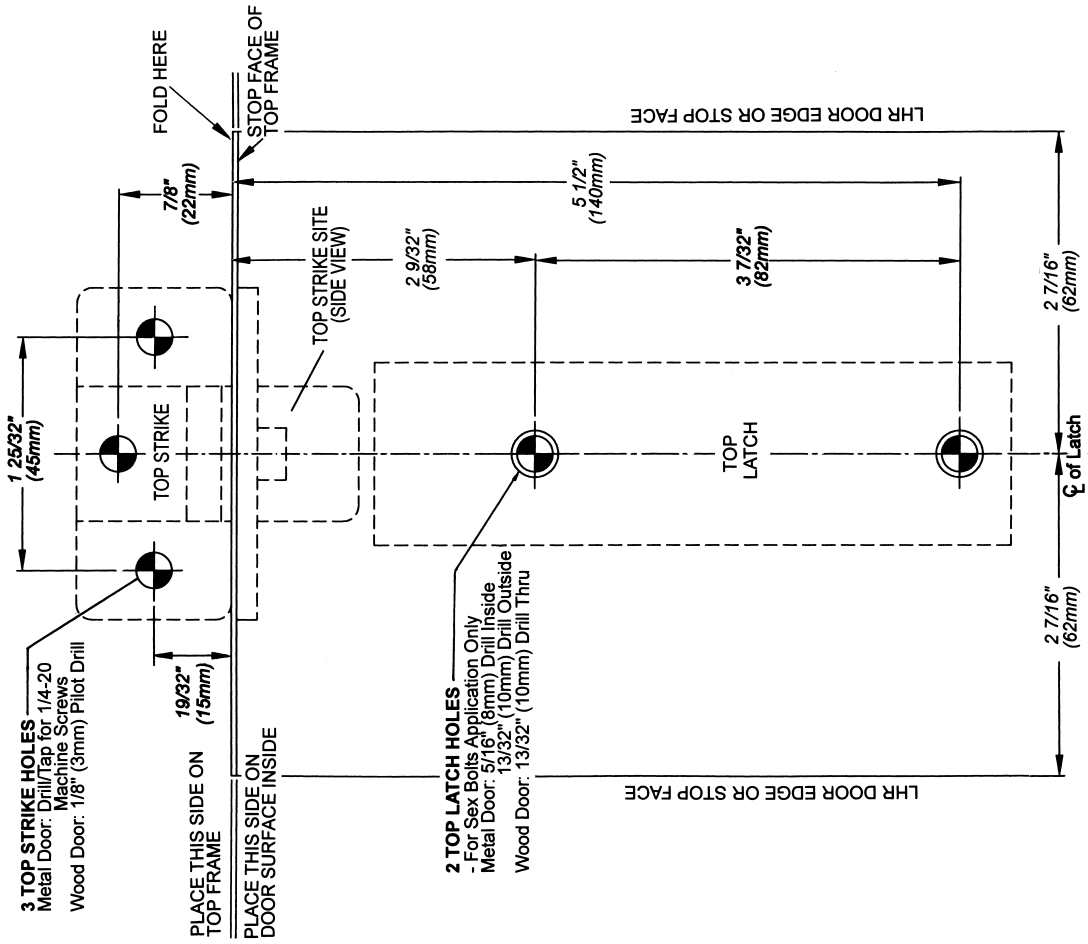 3 TOP STRIKE HOLES
Metal Door: Drill/Tap for 1/4-20
Machine Screws
Wood Door: 1/8" (3mm) Pilot Drill
1 25/32"
(45mm)
7/8"
(22mm)
FOLD HERE
STOP FACE OF
TOP FRAME
TOP STRIKE
19/32"
(15mm)
PLACE THIS SIDE ON
TOP FRAME
PLACE THIS SIDE ON
DOOR SURFACE INSIDE
TOP STRIKE SITE
(SIDE VIEW)
2 9/32"
(58mm)
5 1/2"
(140mm)
3 7/32"
(82mm)
2 TOP LATCH HOLES
- For Sex Bolts Application Only
Metal Door: 5/16" (8mm) Drill Inside
13/32" (10mm) Drill Outside
Wood Door: 13/32" (10mm) Drill Thru
TOP
LATCH
LHR DOOR EDGE OR STOP FACE
LHR DOOR EDGE OR STOP FACE
2 7/16"
(62mm)
2 7/16"
(62mm)
℄ of Latch